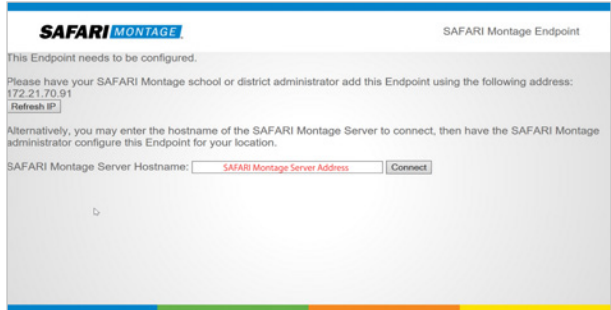 SAFARI MONTAGE
SAFARI Montage Endpoint
This Endpoint needs to be configured.
Please have your SAFARI Montage school or district administrator add this Endpoint using the following address:
172.21.70.91
Refresh IP
Alternatively, you may enter the hostname of the SAFARI Montage Server to connect, then have the SAFARI Montage
administrator configure this Endpoint for your location.
SAFARI Montage Server Hostname: SAFARI Montage Server Address Connect